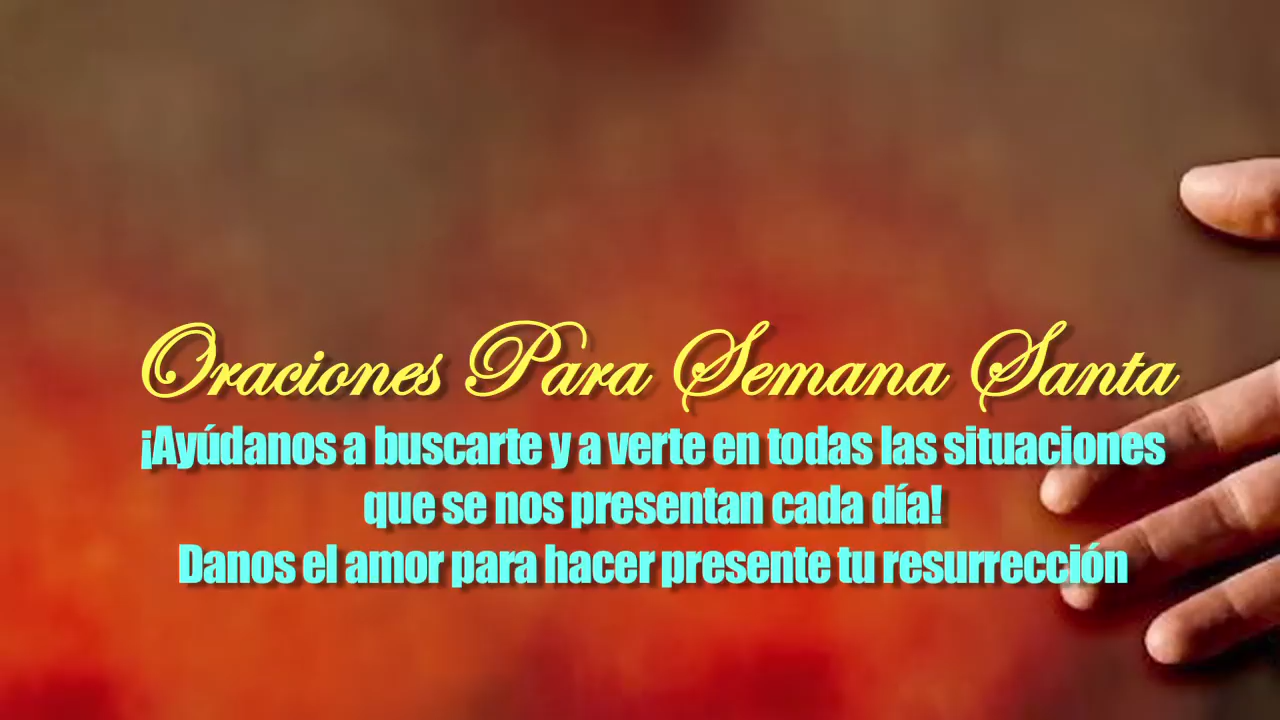 Oraciones Para Semana Santa
¡Ayúdanos a buscarte y a verte en todas las situaciones
que se nos presentan cada día!
Danos el amor para hacer presente tu resurrección